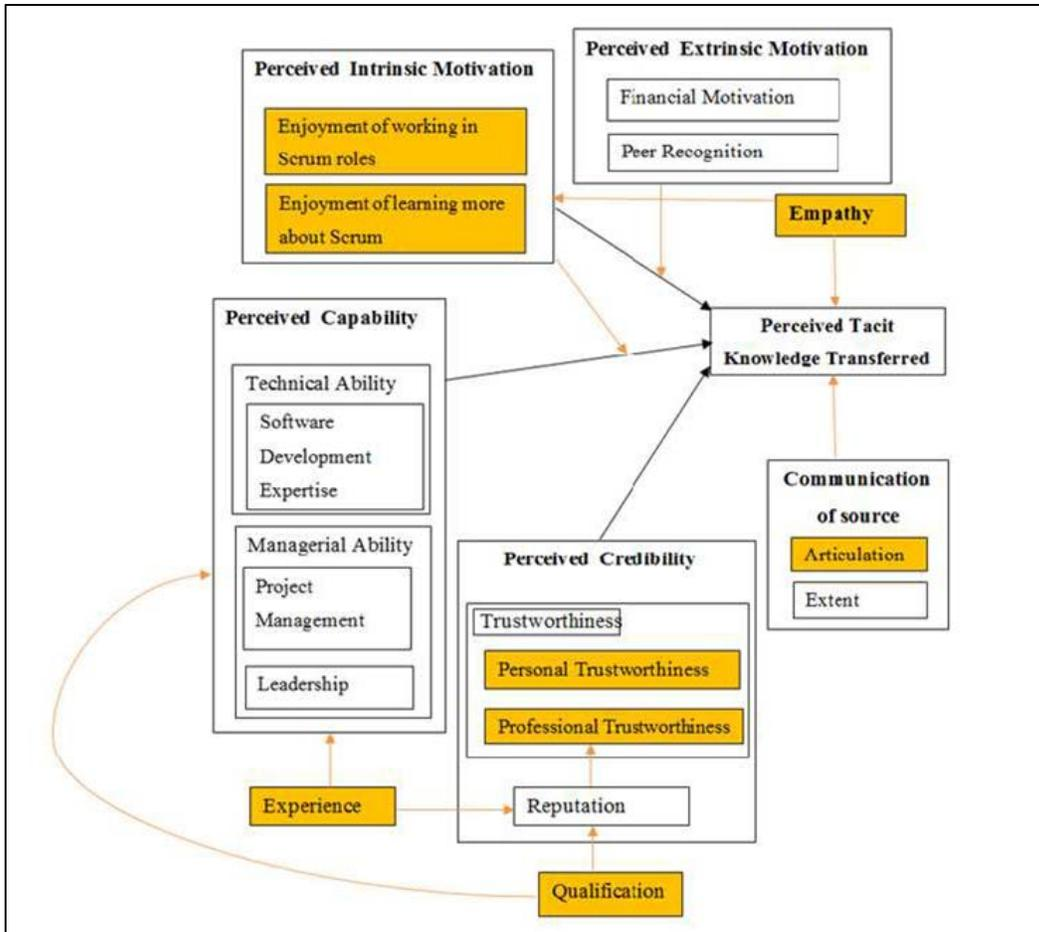 Perceived Intrinsic Motivation
Enjoyment of working in
Scrum roles
Enjoyment of learning more
about Scrum
Perceived Extrinsic Motivation
Financial Motivation
Peer Recognition
Empathy
Perceived Tacit
Knowledge Transferred
Perceived Capability
Technical Ability
Software
Development
Expertise
Managerial Ability
Project
Management
Leadership
Communication
of source
Articulation
Extent
Perceived Credibility
Trustworthiness
Personal Trustworthiness
Professional Trustworthiness
Reputation
Experience
Qualification